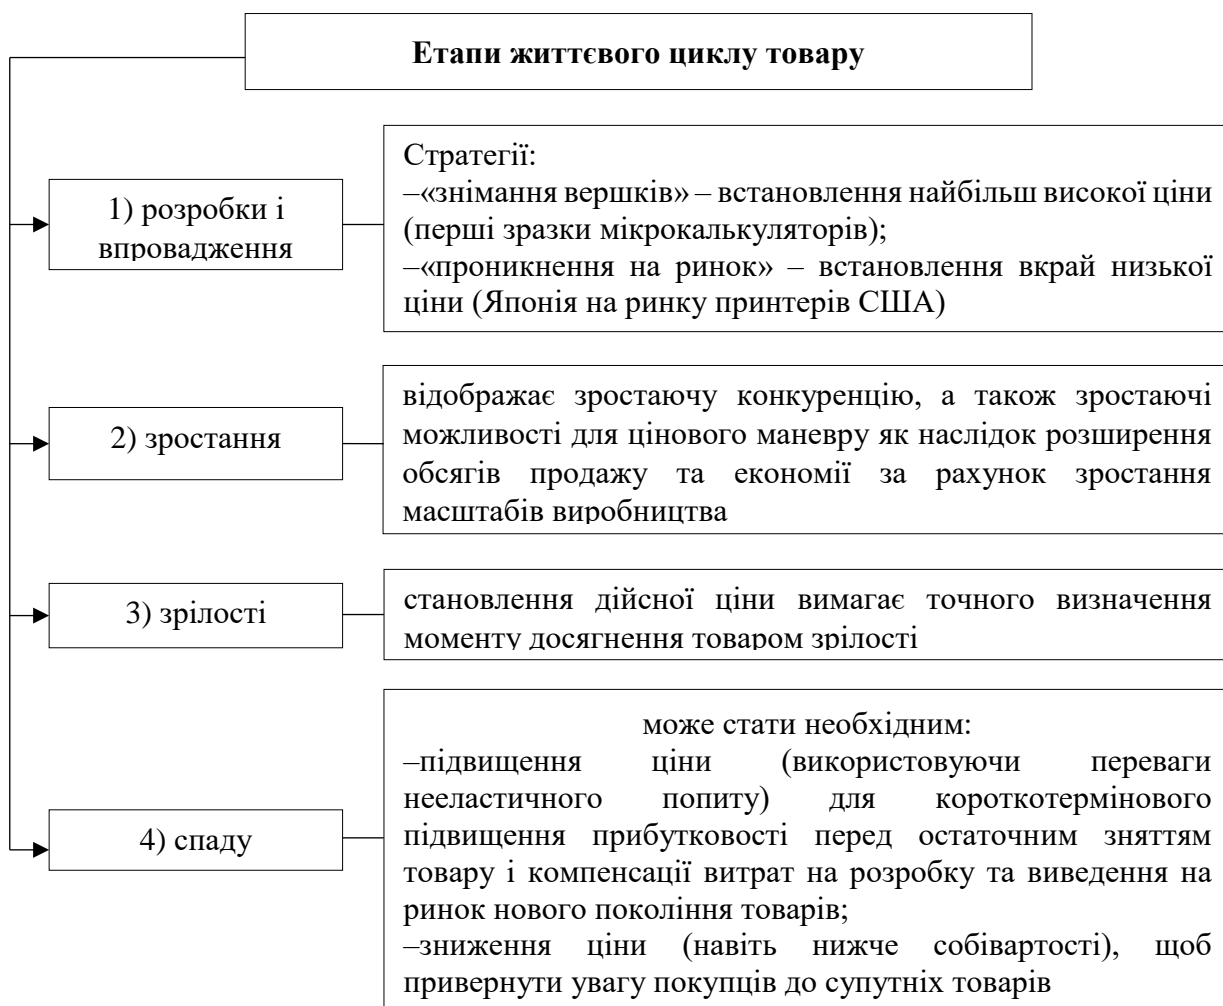 Етапи життєвого циклу товару
1) розробки і
впровадження
Стратегії:
–«знімання вершків» – встановлення найбільш високої ціни
(перші зразки мікрокалькуляторів);
–«проникнення на ринок» – встановлення вкрай низької
ціни (Японія на ринку принтерів США)
2) зростання
відображає зростаючу конкуренцію, а також зростаючі
можливості для цінового маневру як наслідок розширення
обсягів продажу та економії за рахунок зростання
масштабів виробництва
3) зрілості
становлення дійсної ціни вимагає точного визначення
моменту досягнення товаром зрілості
4) спаду
може стати необхідним:
–підвищення ціни (використовуючи переваги
нееластичного попиту) для короткотермінового
підвищення прибутковості перед остаточним зняттям
товару і компенсації витрат на розробку та виведення на
ринок нового покоління товарів;
–зниження ціни (навіть нижче собівартості), щоб
привернути увагу покупців до супутніх товарів